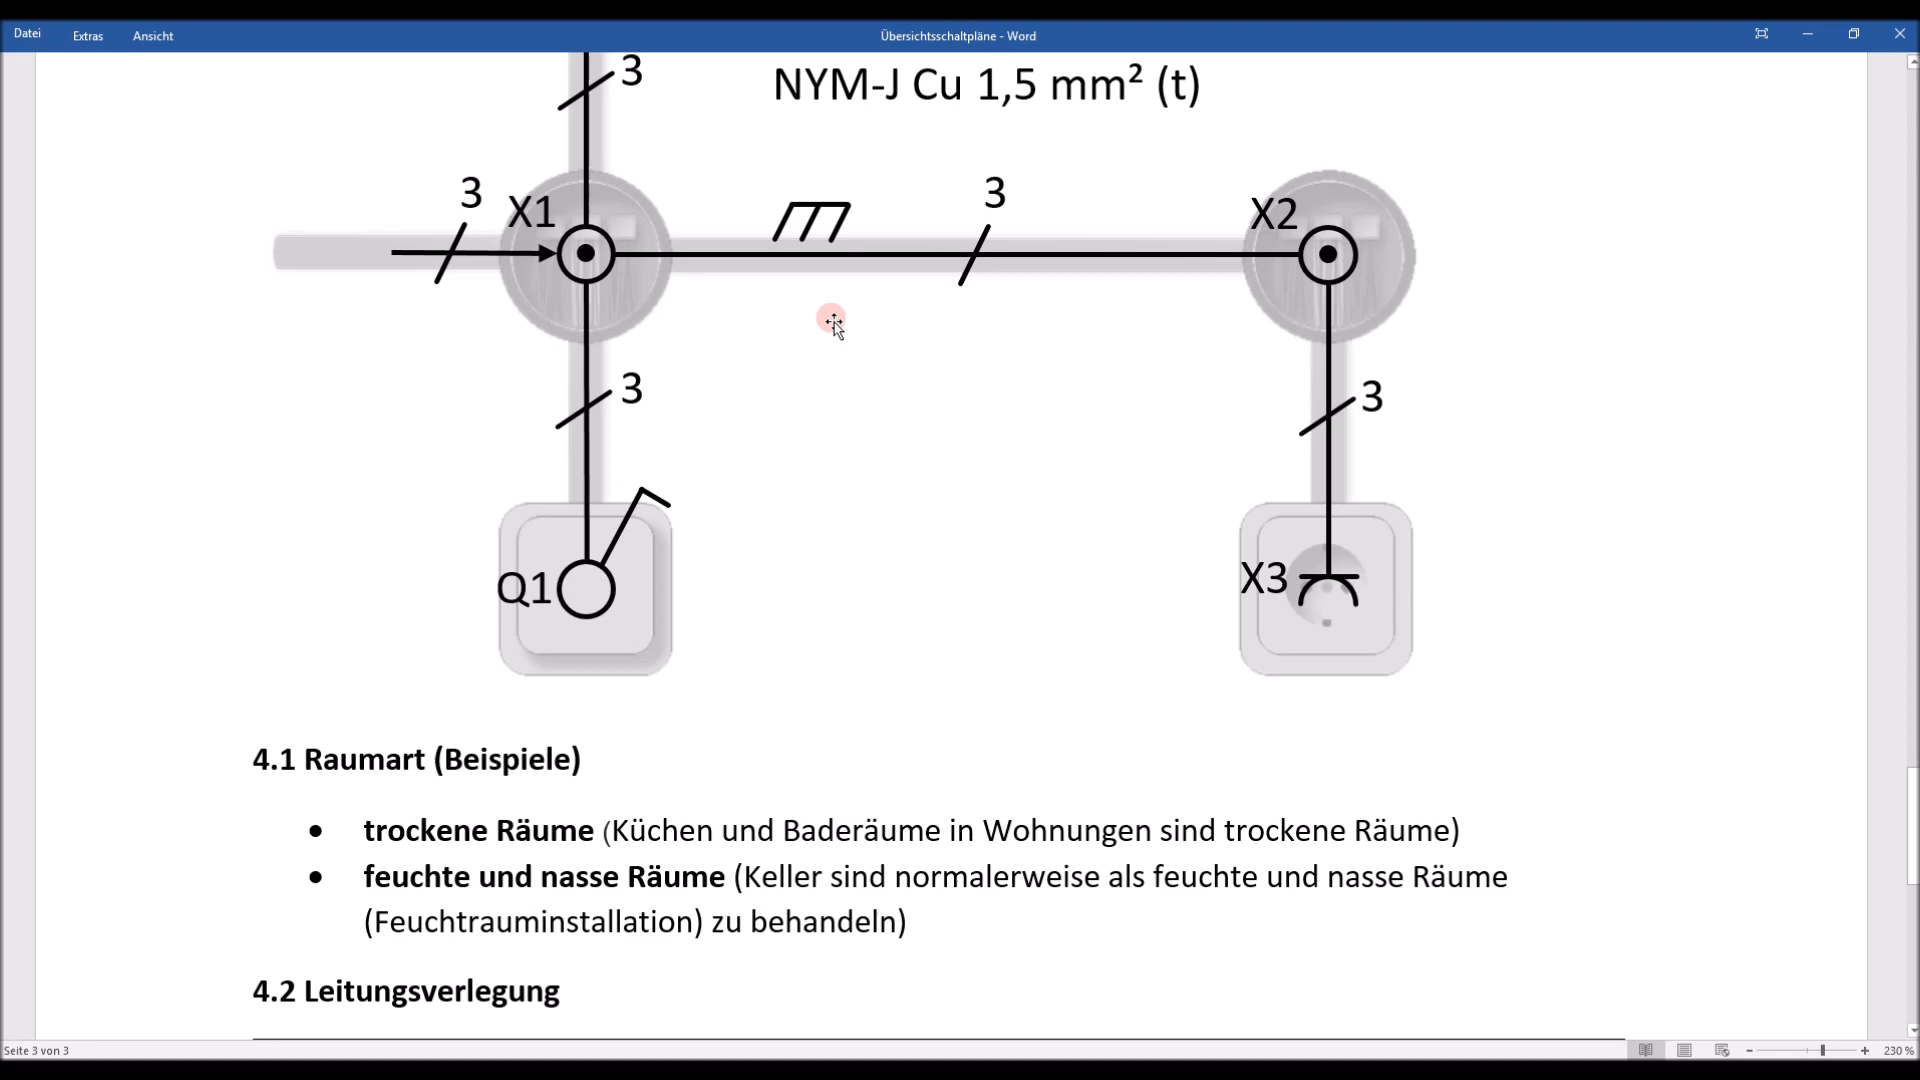 Datei Extras Ansicht Übersichtsschaltpläne - Word
3 NYM-J Cu 1,5 mm² (t)
3 X1 3 X2
3 3
Q1 X3
4.1 Raumart (Beispiele)
• trockene Räume (Küchen und Baderäume in Wohnungen sind trockene Räume)
• feuchte und nasse Räume (Keller sind normalerweise als feuchte und nasse Räume
(Feuchtrauminstallation) zu behandeln)
4.2 Leitungsverlegung
Seite 3 von 3 230 %